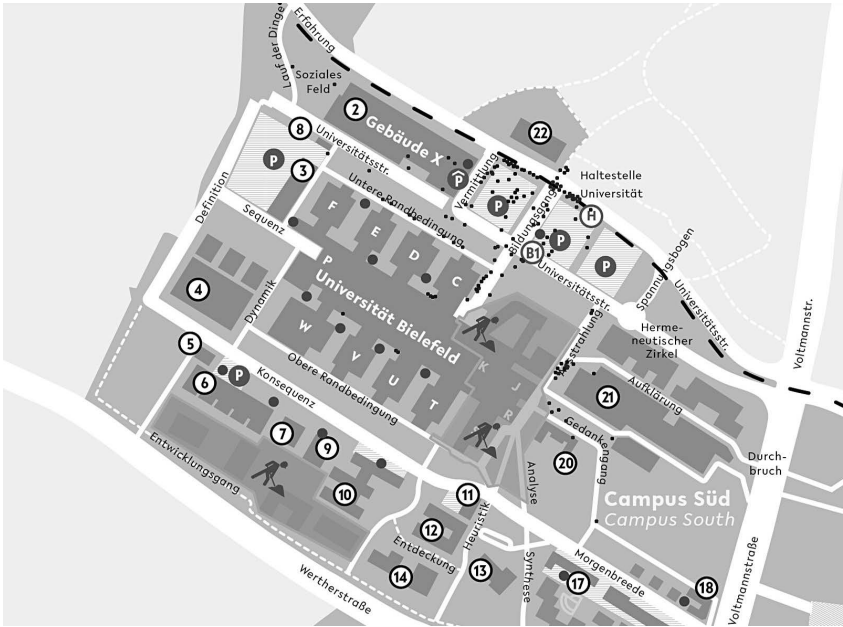 Erfahrung
Lauf der Dinge
Soziales
Feld
2
Gebäude X
22
8
Universitätsstr.
P
3
Vermittlung
P
Haltestelle
Universität
H
Definition
Untere Randbedingung
Bildungsgang
P
P
B1
P
Sequenz
F
E
D
C
P
Universität Bielefeld
Universitätsstr.
Spannungsbogen
Universitätsstr.
Voltmannstr.
4
Dynamik
Herme-
neutischer
Zirkel
W
V
U
T
K
J
R
Ausstrahlung
5
6
P
Konsequenz
Obere Randbedingung
Aufklärung
21
Gedankengang
7
9
20
Durch-
bruch
Entwicklungsgang
10
11
Analyse
Campus Süd
Campus South
12
Heuristik
Entdeckung
14
13
Synthese
Morgenbreede
17
18
Wertherstraße
Voltmannstraße